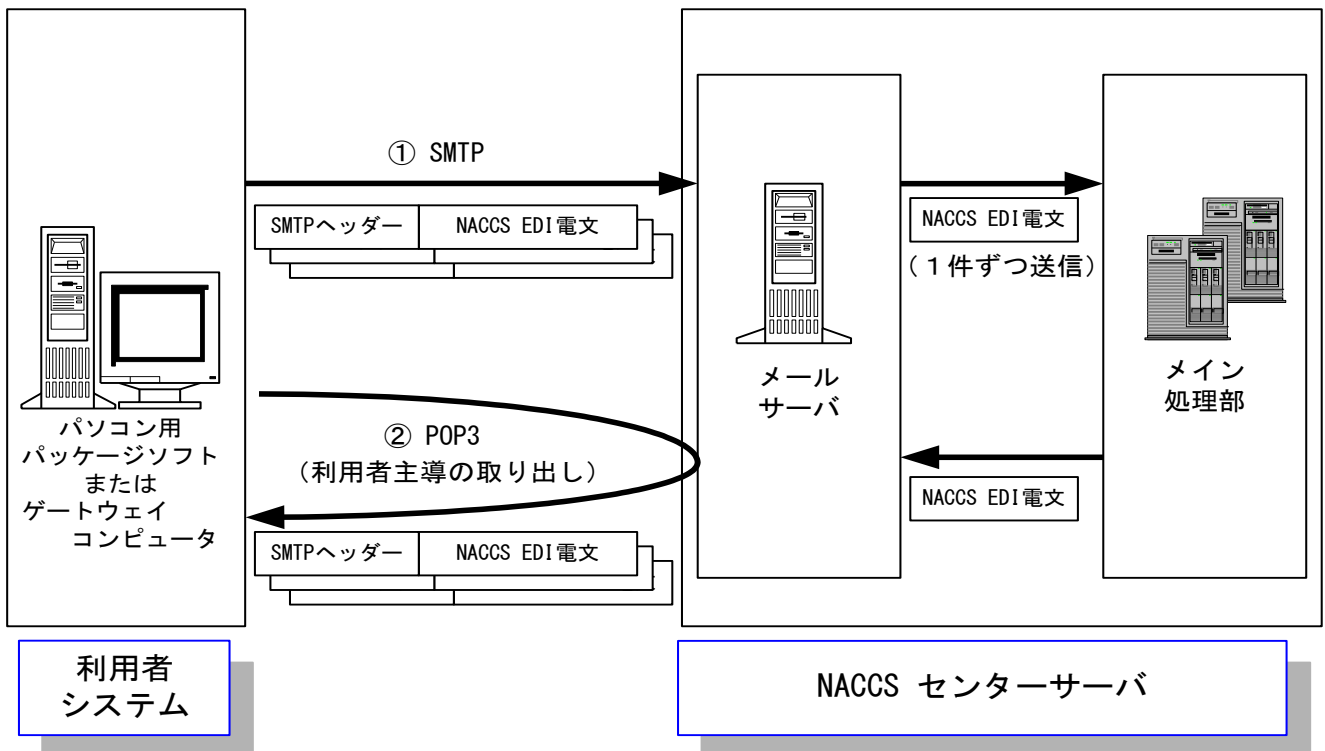 ① SMTP
SMTPヘッダー NACCS EDI電文
NACCS EDI電文
(1件ずつ送信)
パソコン用
パッケージソフト
または
ゲートウェイ
コンピュータ
② POP3
(利用者主導の取り出し)
SMTPヘッダー NACCS EDI電文
メール
サーバ
NACCS EDI電文
メイン
処理部
利用者
システム
NACCS センターサーバ